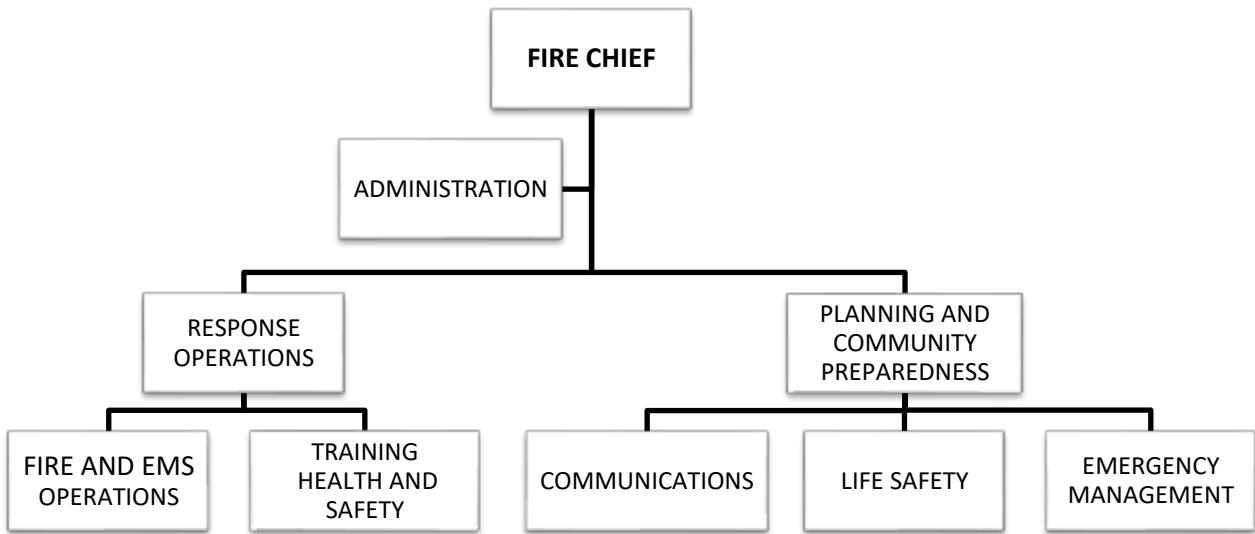 FIRE CHIEF
ADMINISTRATION
RESPONSE
OPERATIONS
PLANNING AND
COMMUNITY
PREPAREDNESS
FIRE AND EMS
OPERATIONS
TRAINING
HEALTH AND
SAFETY
COMMUNICATIONS
LIFE SAFETY
EMERGENCY
MANAGEMENT